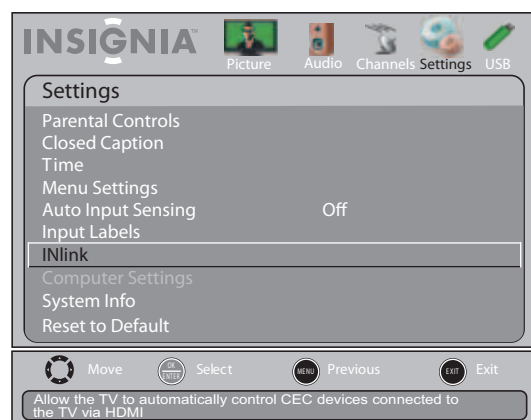 INSIGNIA™
Picture Audio Channels Settings USB
Settings
Parental Controls
Closed Caption
Time
Menu Settings
Auto Input Sensing Off
Input Labels
INlink
Computer Settings
System Info
Reset to Default
Move OK ENTER Select MENU Previous EXIT Exit
Allow the TV to automatically control CEC devices connected to
the TV via HDMI